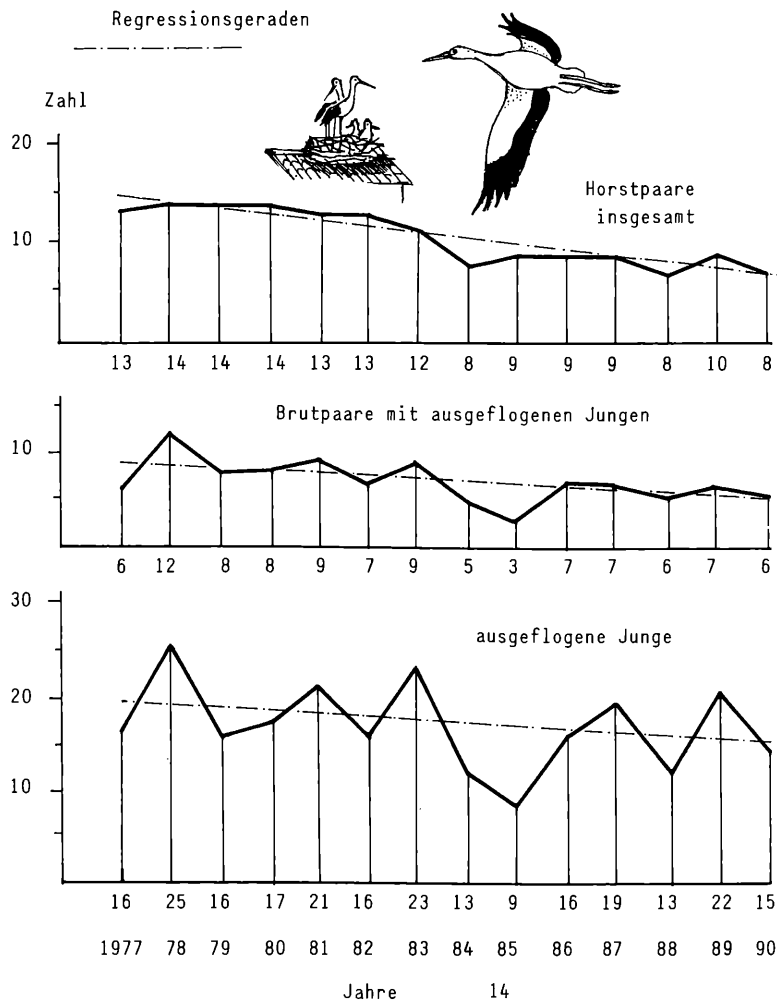 Regressionsgeraden
Zahl
20
10
Horstpaare
insgesamt
13 14 14 14 13 13 12 8 9 9 9 8 10 8
Brutpaare mit ausgeflogenen Jungen
10
6 12 8 8 9 7 9 5 3 7 7 6 7 6
30
ausgeflogene Junge
20
10
16 25 16 17 21 16 23 13 9 16 19 13 22 15
1977 78 79 80 81 82 83 84 85 86 87 88 89 90
Jahre 14